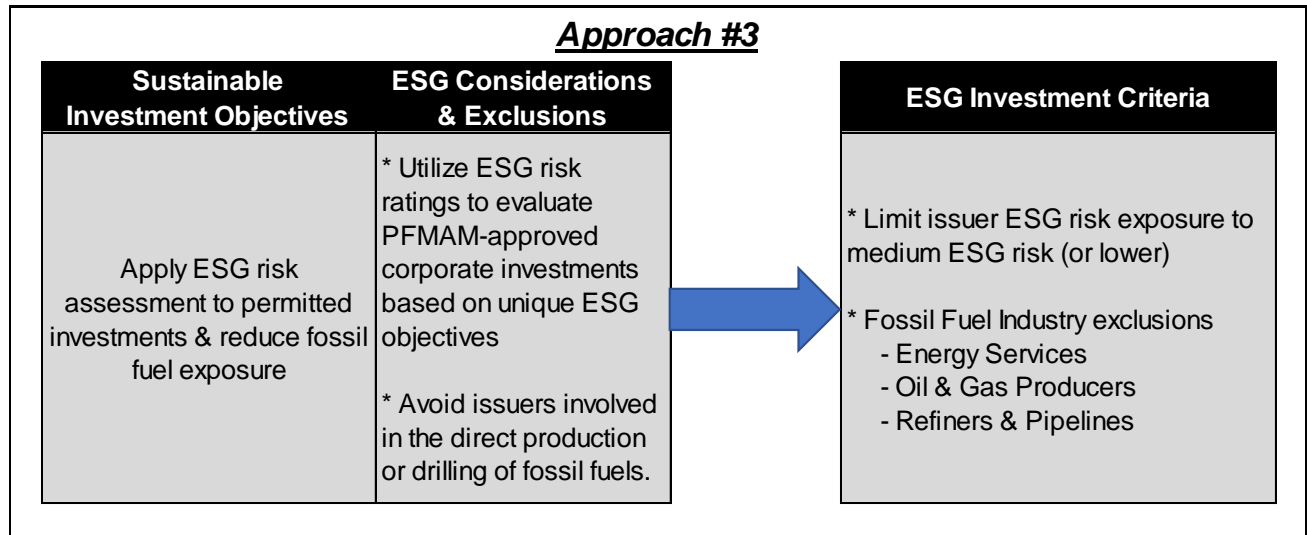 Approach #3
Sustainable
Investment Objectives
ESG Considerations
& Exclusions
ESG Investment Criteria
Apply ESG risk
assessment to permitted
investments & reduce fossil
fuel exposure
* Utilize ESG risk
ratings to evaluate
PFMAM-approved
corporate investments
based on unique ESG
objectives
* Avoid issuers involved
in the direct production
or drilling of fossil fuels.
* Limit issuer ESG risk exposure to
medium ESG risk (or lower)
* Fossil Fuel Industry exclusions
- Energy Services
- Oil & Gas Producers
- Refiners & Pipelines